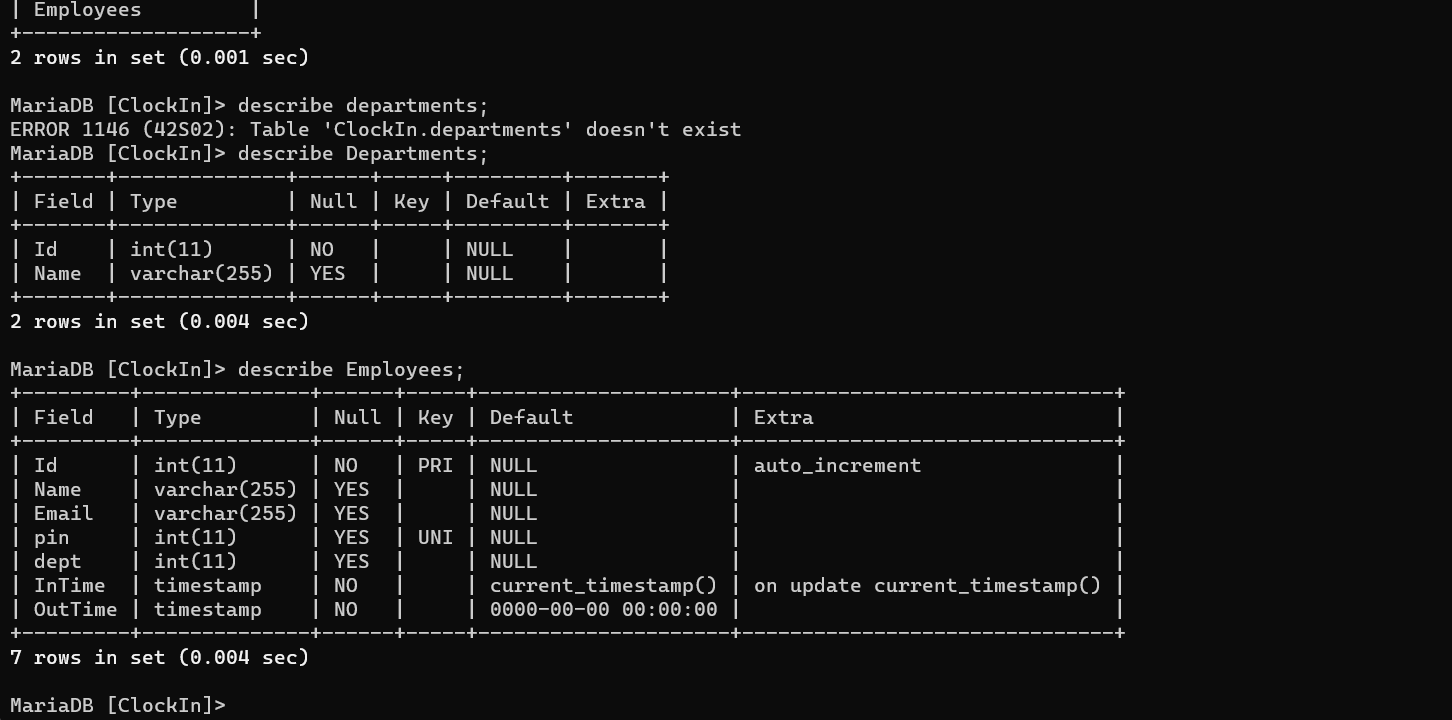 | Employees         |
+-------------------+
2 rows in set (0.001 sec)

MariaDB [ClockIn]> describe departments;
ERROR 1146 (42S02): Table 'ClockIn.departments' doesn't exist
MariaDB [ClockIn]> describe Departments;
+-------+--------------+------+-----+---------+-------+
| Field | Type         | Null | Key | Default | Extra |
+-------+--------------+------+-----+---------+-------+
| Id    | int(11)      | NO   |     | NULL    |       |
| Name  | varchar(255) | YES  |     | NULL    |       |
+-------+--------------+------+-----+---------+-------+
2 rows in set (0.004 sec)

MariaDB [ClockIn]> describe Employees;
+---------+--------------+------+-----+---------------------+-------------------------------+
| Field   | Type         | Null | Key | Default             | Extra                         |
+---------+--------------+------+-----+---------------------+-------------------------------+
| Id      | int(11)      | NO   | PRI | NULL                | auto_increment                |
| Name    | varchar(255) | YES  |     | NULL                |                               |
| Email   | varchar(255) | YES  |     | NULL                |                               |
| pin     | int(11)      | YES  | UNI | NULL                |                               |
| dept    | int(11)      | YES  |     | NULL                |                               |
| InTime  | timestamp    | NO   |     | current_timestamp() | on update current_timestamp() |
| OutTime | timestamp    | NO   |     | 0000-00-00 00:00:00 |                               |
+---------+--------------+------+-----+---------------------+-------------------------------+
7 rows in set (0.004 sec)

MariaDB [ClockIn]>